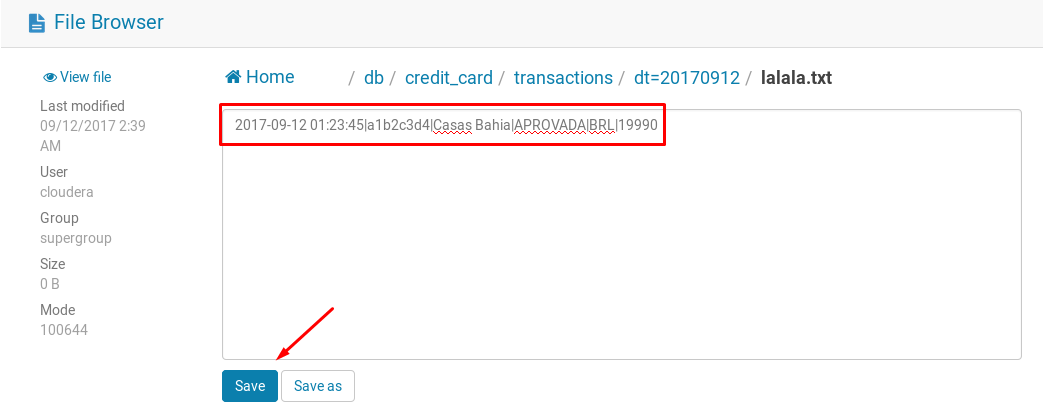 File Browser
View file
Last modified
09/12/2017 2:39
AM
User
cloudera
Group
supergroup
Size
0 B
Mode
100644
Home / db / credit_card / transactions / dt=20170912 / lalala.txt
2017-09-12 01:23:45|a1b2c3d4|Casas Bahia|APROVADA|BRL|19990
Save Save as